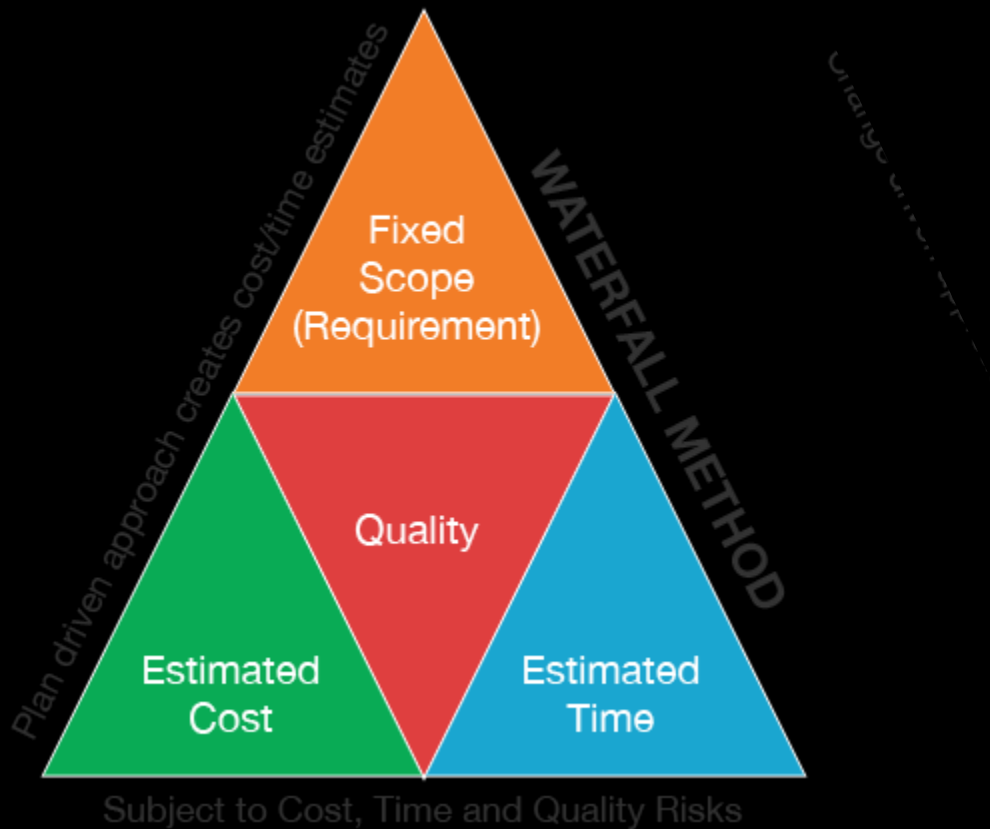 Plan driven approach creates cost/time estimates
WATERFALL METHOD
Fixed
Scope
(Requirement)
Quality
Estimated
Cost
Estimated
Time
Subject to Cost, Time and Quality Risks